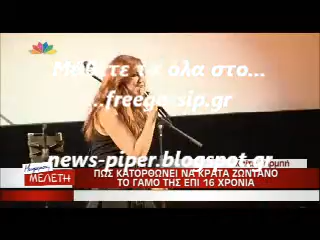 Μάθετε τα όλα στο...
...freegossip.gr
news-piper.blogspot.gr
ΜΕΛΕΤΗ
ΠΩΣ ΚΑΤΟΡΘΩΝΕΙ ΝΑ ΚΡΑΤΑ ΖΩΝΤΑΝΟ
ΤΟ ΓΑΜΟ ΤΗΣ ΕΠΙ 16 ΧΡΟΝΙΑ